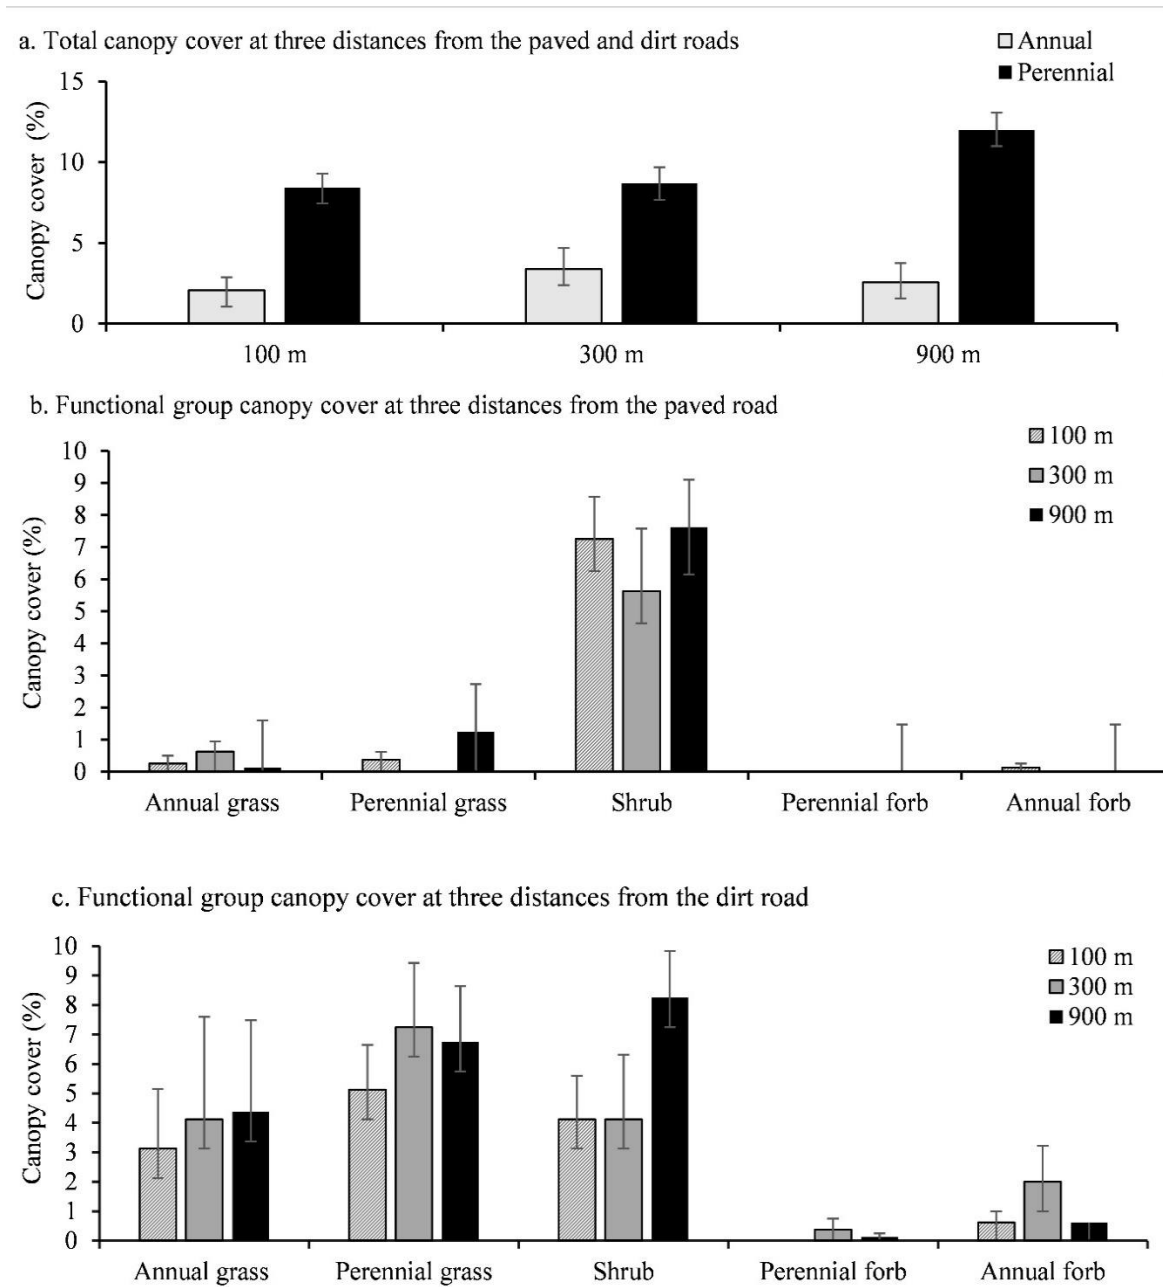 a. Total canopy cover at three distances from the paved and dirt roads
Annual
Perennial
Canopy cover (%)
15
10
5
0
100 m
300 m
900 m
b. Functional group canopy cover at three distances from the paved road
100 m
300 m
900 m
Canopy cover (%)
10
9
8
7
6
5
4
3
2
1
0
Annual grass
Perennial grass
Shrub
Perennial forb
Annual forb
c. Functional group canopy cover at three distances from the dirt road
100 m
300 m
900 m
Canopy cover (%)
10
9
8
7
6
5
4
3
2
1
0
Annual grass
Perennial grass
Shrub
Perennial forb
Annual forb